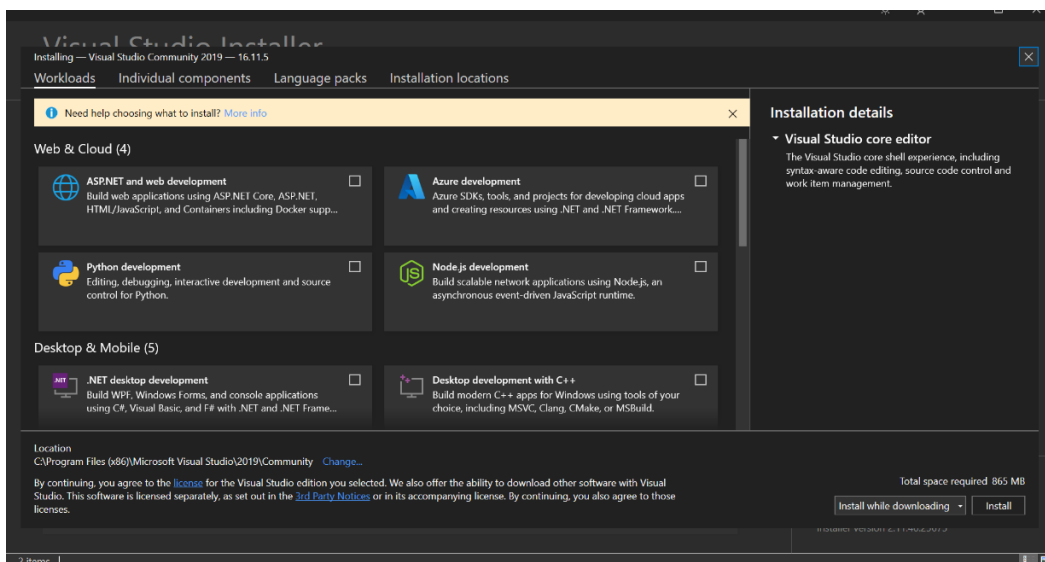 Visual Studio Installer
Installing — Visual Studio Community 2019 — 16.11.5
Workloads Individual components Language packs Installation locations
Need help choosing what to install? More info
Web & Cloud (4)
ASP.NET and web development
Build web applications using ASP.NET Core, ASP.NET,
HTML/JavaScript, and Containers including Docker supp...
Azure development
Azure SDKs, tools, and projects for developing cloud apps
and creating resources using .NET and .NET Framework....
Python development
Editing, debugging, interactive development and source
control for Python.
Node.js development
Build scalable network applications using Node.js, an
asynchronous event-driven JavaScript runtime.
Desktop & Mobile (5)
.NET desktop development
Build WPF, Windows Forms, and console applications
using C#, Visual Basic, and F# with .NET and .NET Frame...
Desktop development with C++
Build modern C++ apps for Windows using tools of your
choice, including MSVC, Clang, CMake, or MSBuild.
Installation details
Visual Studio core editor
The Visual Studio core shell experience, including
syntax-aware code editing, source code control and
work item management.
Location
C:\Program Files (x86)\Microsoft Visual Studio\2019\Community Change...
By continuing, you agree to the license for the Visual Studio edition you selected. We also offer the ability to download other software with Visual
Studio. This software is licensed separately, as set out in the 3rd Party Notices or in its accompanying license. By continuing, you also agree to those
licenses.
Total space required 865 MB
Install while downloading Install
Installer version
2 items